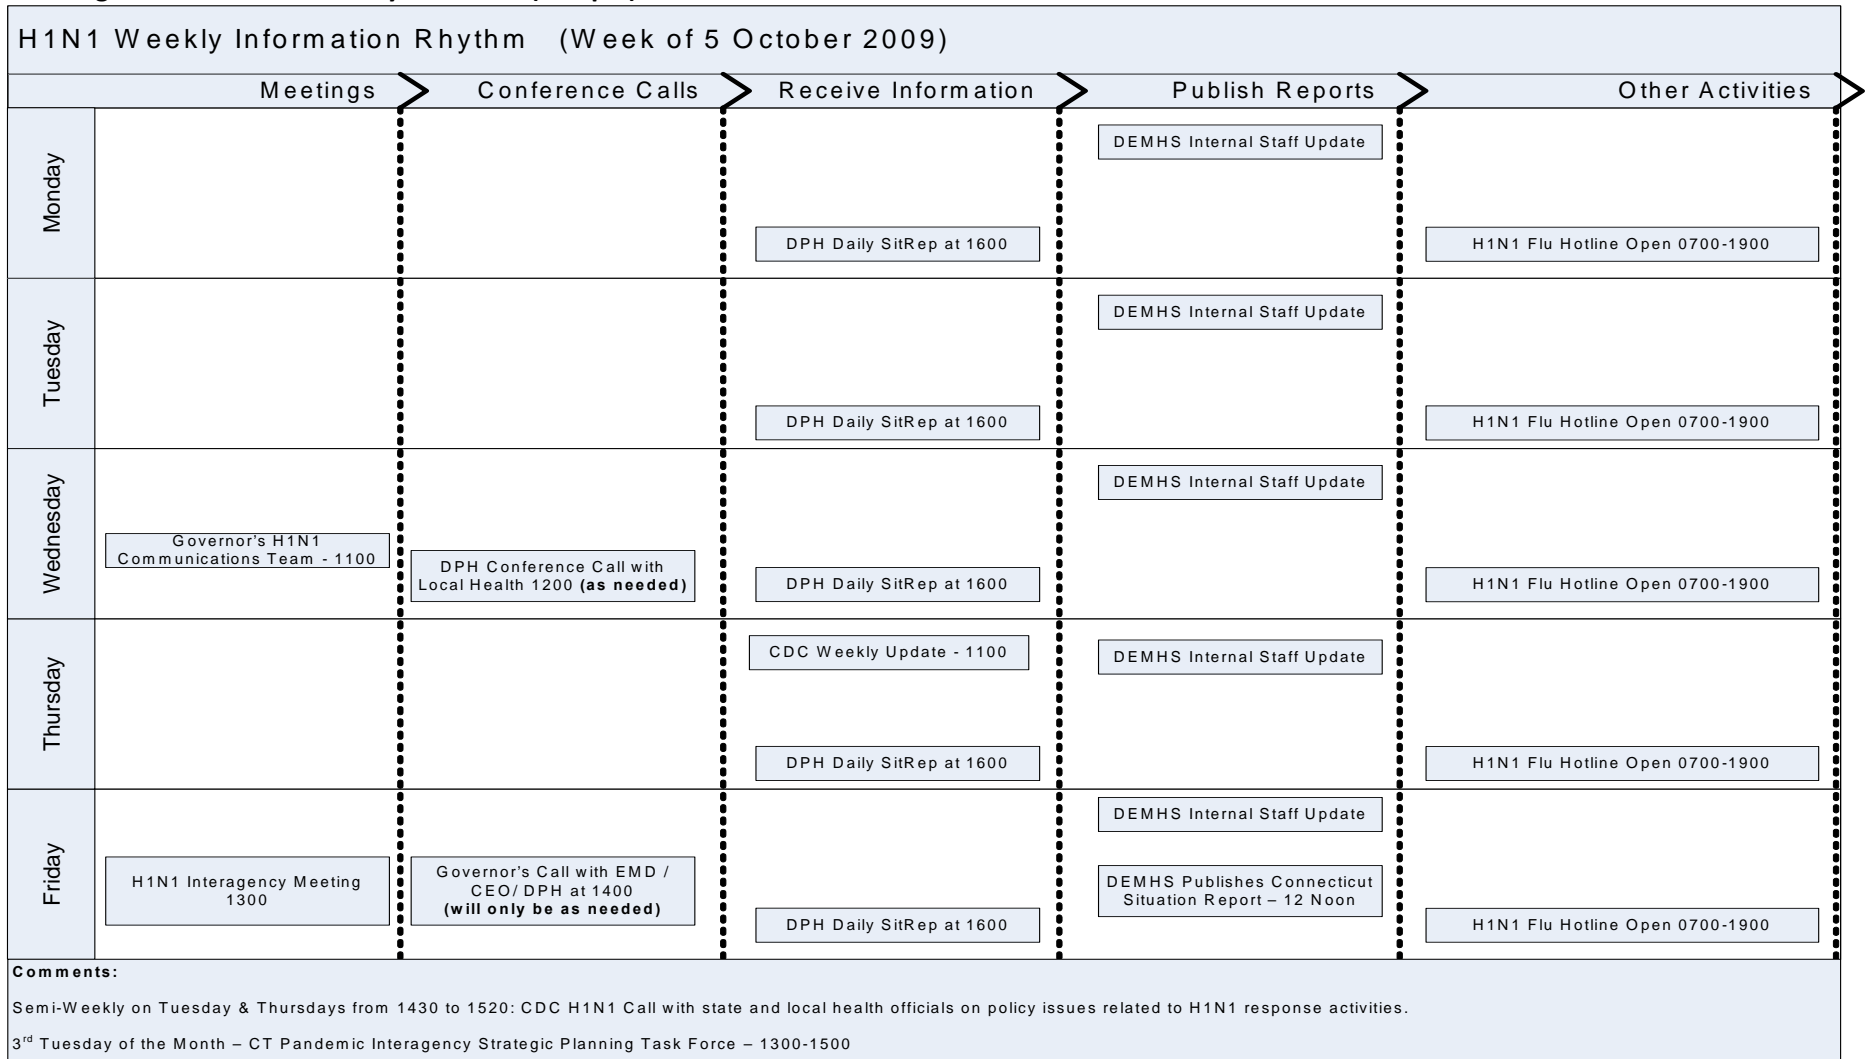 H1N1 Weekly Information Rhythm (Week of 5 October 2009)
Meetings
Conference Calls
Receive Information
Publish Reports
Other Activities
Monday
DEMHS Internal Staff Update
DPH Daily SitRep at 1600
H1N1 Flu Hotline Open 0700-1900
Tuesday
DEMHS Internal Staff Update
DPH Daily SitRep at 1600
H1N1 Flu Hotline Open 0700-1900
Wednesday
Governor's H1N1
Communications Team - 1100
DPH Conference Call with
Local Health 1200 (as needed)
DPH Daily SitRep at 1600
DEMHS Internal Staff Update
H1N1 Flu Hotline Open 0700-1900
Thursday
CDC Weekly Update - 1100
DPH Daily SitRep at 1600
DEMHS Internal Staff Update
H1N1 Flu Hotline Open 0700-1900
Friday
H1N1 Interagency Meeting
1300
Governor's Call with EMD /
CEO/ DPH at 1400
(will only be as needed)
DPH Daily SitRep at 1600
DEMHS Internal Staff Update
DEMHS Publishes Connecticut
Situation Report – 12 Noon
H1N1 Flu Hotline Open 0700-1900
Comments:
Semi-Weekly on Tuesday & Thursdays from 1430 to 1520: CDC H1N1 Call with state and local health officials on policy issues related to H1N1 response activities.
3rd Tuesday of the Month – CT Pandemic Interagency Strategic Planning Task Force – 1300-1500